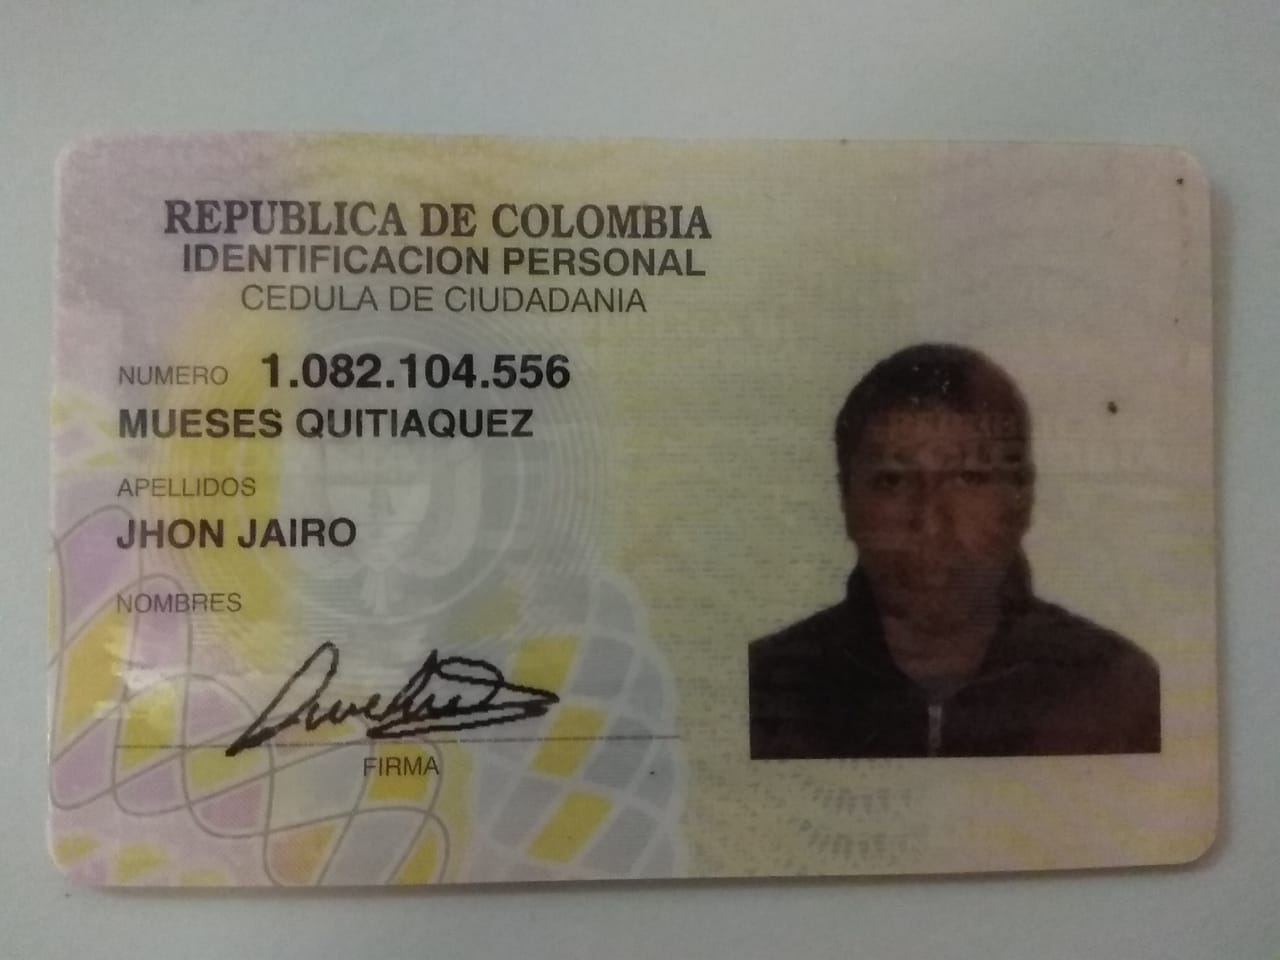 REPUBLICA DE COLOMBIA
IDENTIFICACION PERSONAL
CEDULA DE CIUDADANIA
NUMERO 1.082.104.556
MUESES QUITIAQUEZ
APELLIDOS
JHON JAIRO
NOMBRES
FIRMA